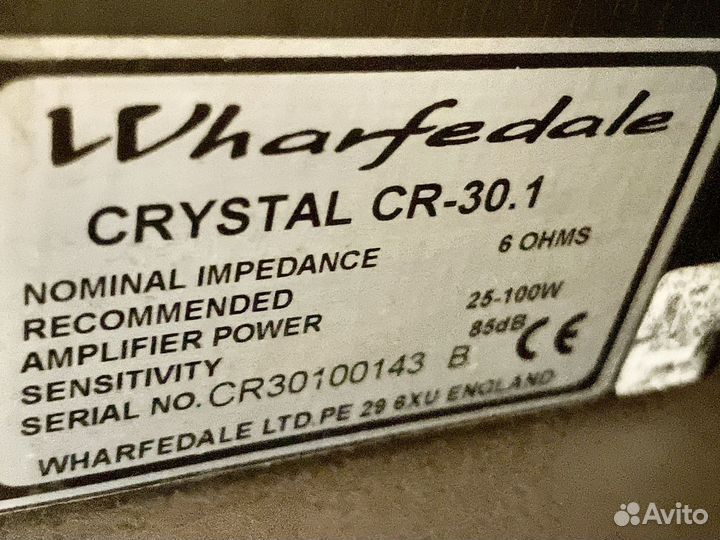 Wharfedale
CRYSTAL CR-30.1
NOMINAL IMPEDANCE 6 OHMS
RECOMMENDED
AMPLIFIER POWER 25-100W
SENSITIVITY 85dB
SERIAL NO. CR30100143 B CE
WHARFEDALE LTD.PE 29 6XU ENGLAND
Avito